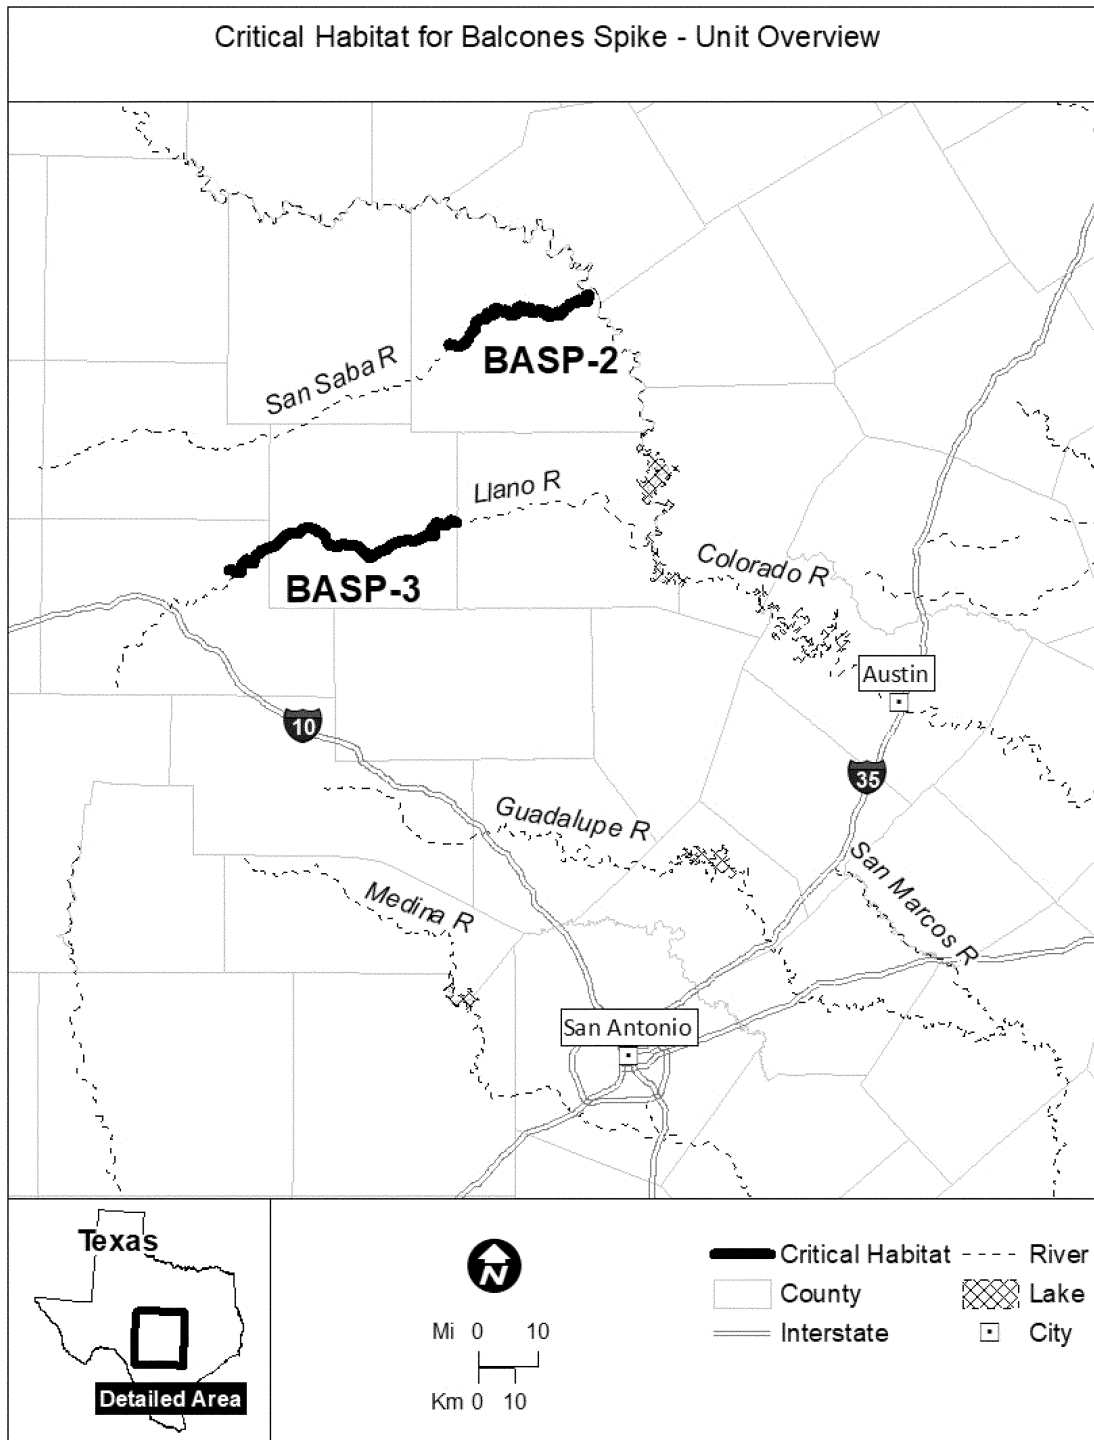 Critical Habitat for Balcones Spike - Unit Overview
San Saba R
BASP-2
Llano R
BASP-3
Colorado R
Austin
10
35
Guadalupe R
San Marcos R
Medina R
San Antonio
Texas
Detailed Area
N
Mi 0 10
Km 0 10
Critical Habitat
River
County
Lake
Interstate
City